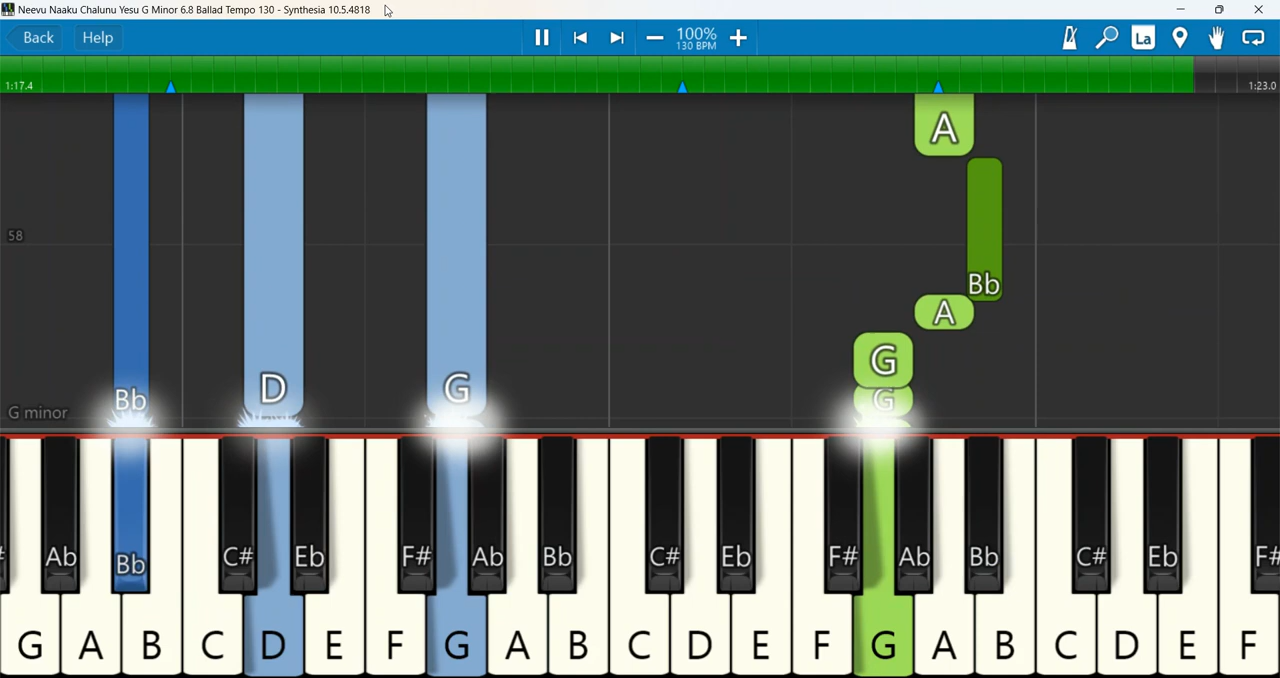 Neevu Naaku Chalunu Yesu G Minor 6.8 Ballad Tempo 130 - Synthesia 10.5.4818
Back Help 100% La
130 BPM
1:17.4 1:23.0
A
58
Bb
A
G
Bb D G G
G minor
Ab Bb C# Eb F# Ab Bb C# Eb F# Ab Bb C# Eb F#
G A B C D E F G A B C D E F G A B C D E F